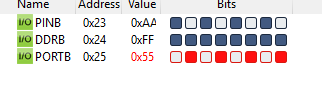 Name Address Value Bits
I/O PINB 0x23 0xAA
I/O DDRB 0x24 0xFF
I/O PORTB 0x25 0x55